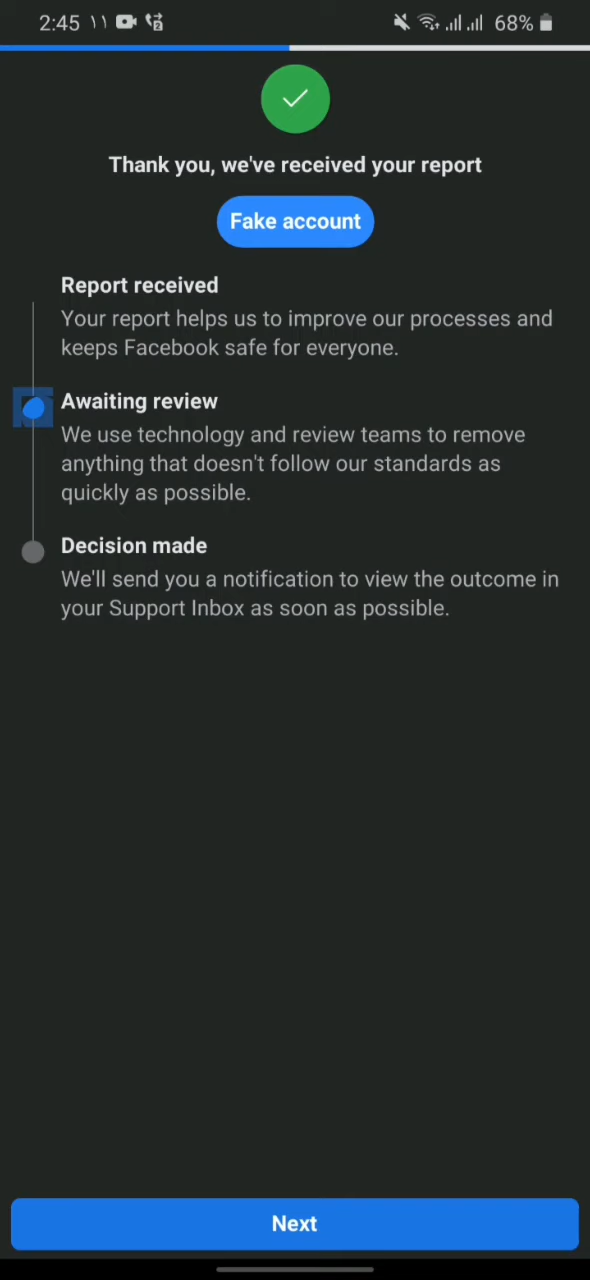 2:45 ١١ 68%
Thank you, we've received your report
Fake account
Report received
Your report helps us to improve our processes and
keeps Facebook safe for everyone.
Awaiting review
We use technology and review teams to remove
anything that doesn't follow our standards as
quickly as possible.
Decision made
We'll send you a notification to view the outcome in
your Support Inbox as soon as possible.
Next